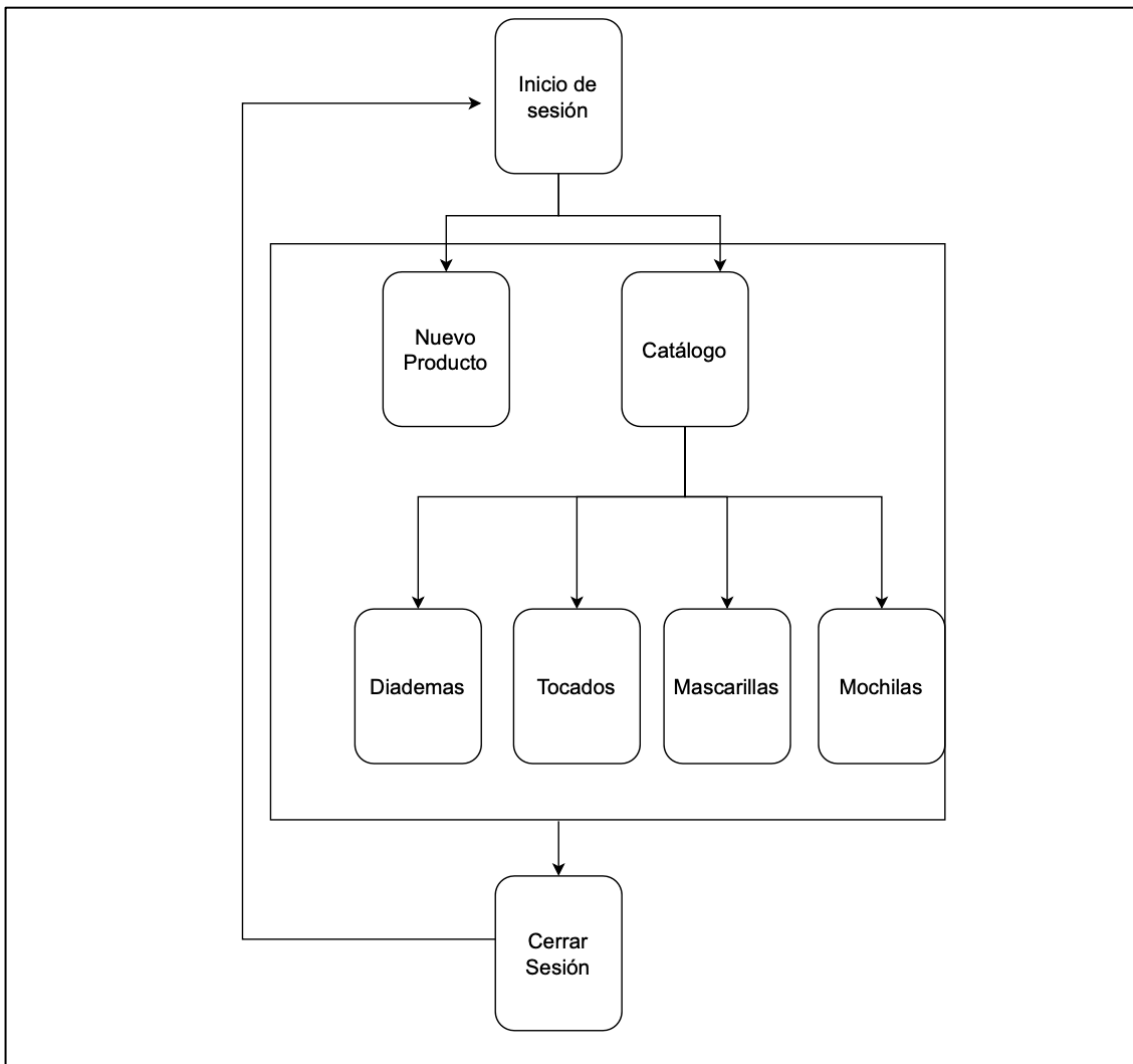 Inicio de
sesión
Nuevo
Producto
Catálogo
Diademas
Tocados
Mascarillas
Mochilas
Cerrar
Sesión